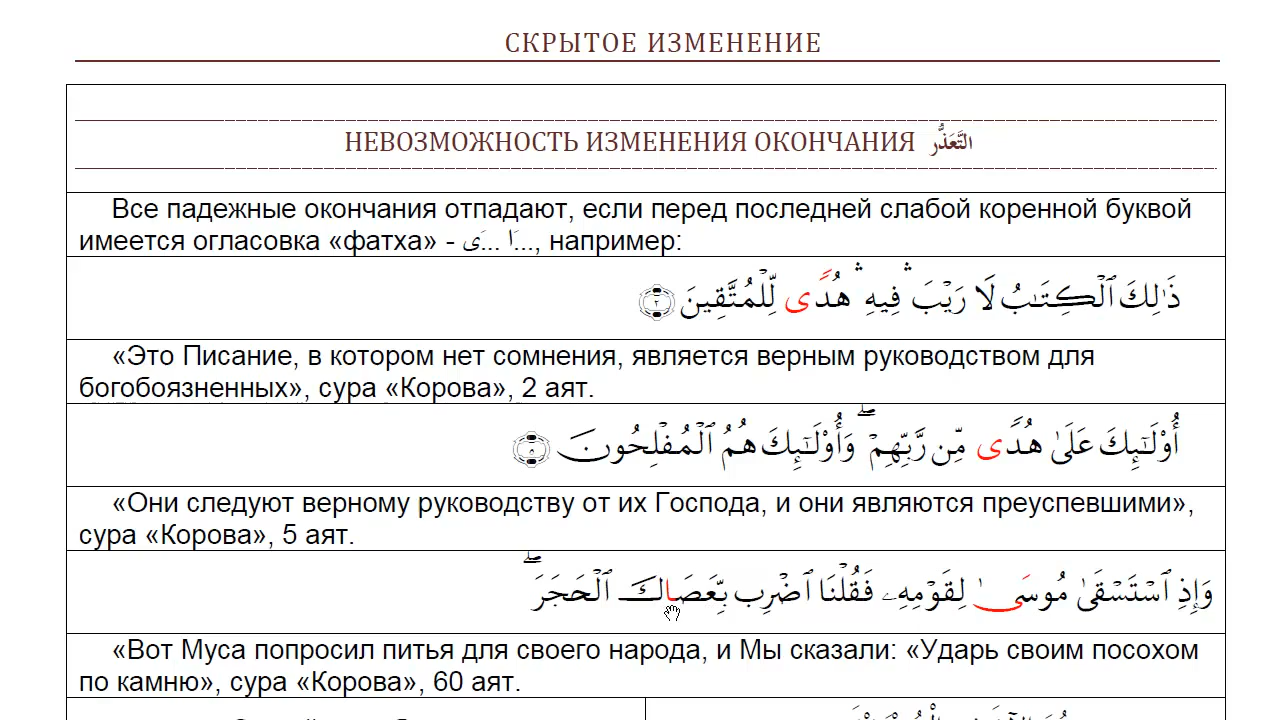 СКРЫТОЕ ИЗМЕНЕНИЕ
НЕВОЗМОЖНОСТЬ ИЗМЕНЕНИЯ ОКОНЧАНИЯ التَّعَذُّر
Все падежные окончания отпадают, если перед последней слабой коренной буквой
имеется огласовка «фатха» - ـَى... ـَا..., например:
ذَٰلِكَ ٱلْكِتَـٰبُ لَا رَيْبَ ۛ فِيهِ ۛ هُدًى لِّلْمُتَّقِينَ ٢
«Это Писание, в котором нет сомнения, является верным руководством для
богобоязненных», сура «Корова», 2 аят.
أُو۟لَـٰٓئِكَ عَلَىٰ هُدًى مِّن رَّبِّهِمْ ۖ وَأُو۟لَـٰٓئِكَ هُمُ ٱلْمُفْلِحُونَ ٥
«Они следуют верному руководству от их Господа, и они являются преуспевшими»,
сура «Корова», 5 аят.
وَإِذِ ٱسْتَسْقَىٰ مُوسَىٰ لِقَوْمِهِۦ فَقُلْنَا ٱضْرِب بِّعَصَاكَ ٱلْحَجَرَ ۖ
«Вот Муса попросил питья для своего народа, и Мы сказали: «Ударь своим посохом
по камню», сура «Корова», 60 аят.